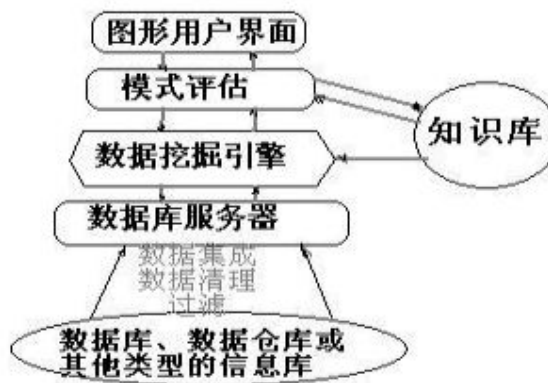 图形用户界面
模式评估
知识库
数据挖掘引擎
数据库服务器
数据集成
数据清理
过滤
数据库、数据仓库或
其他类型的信息库